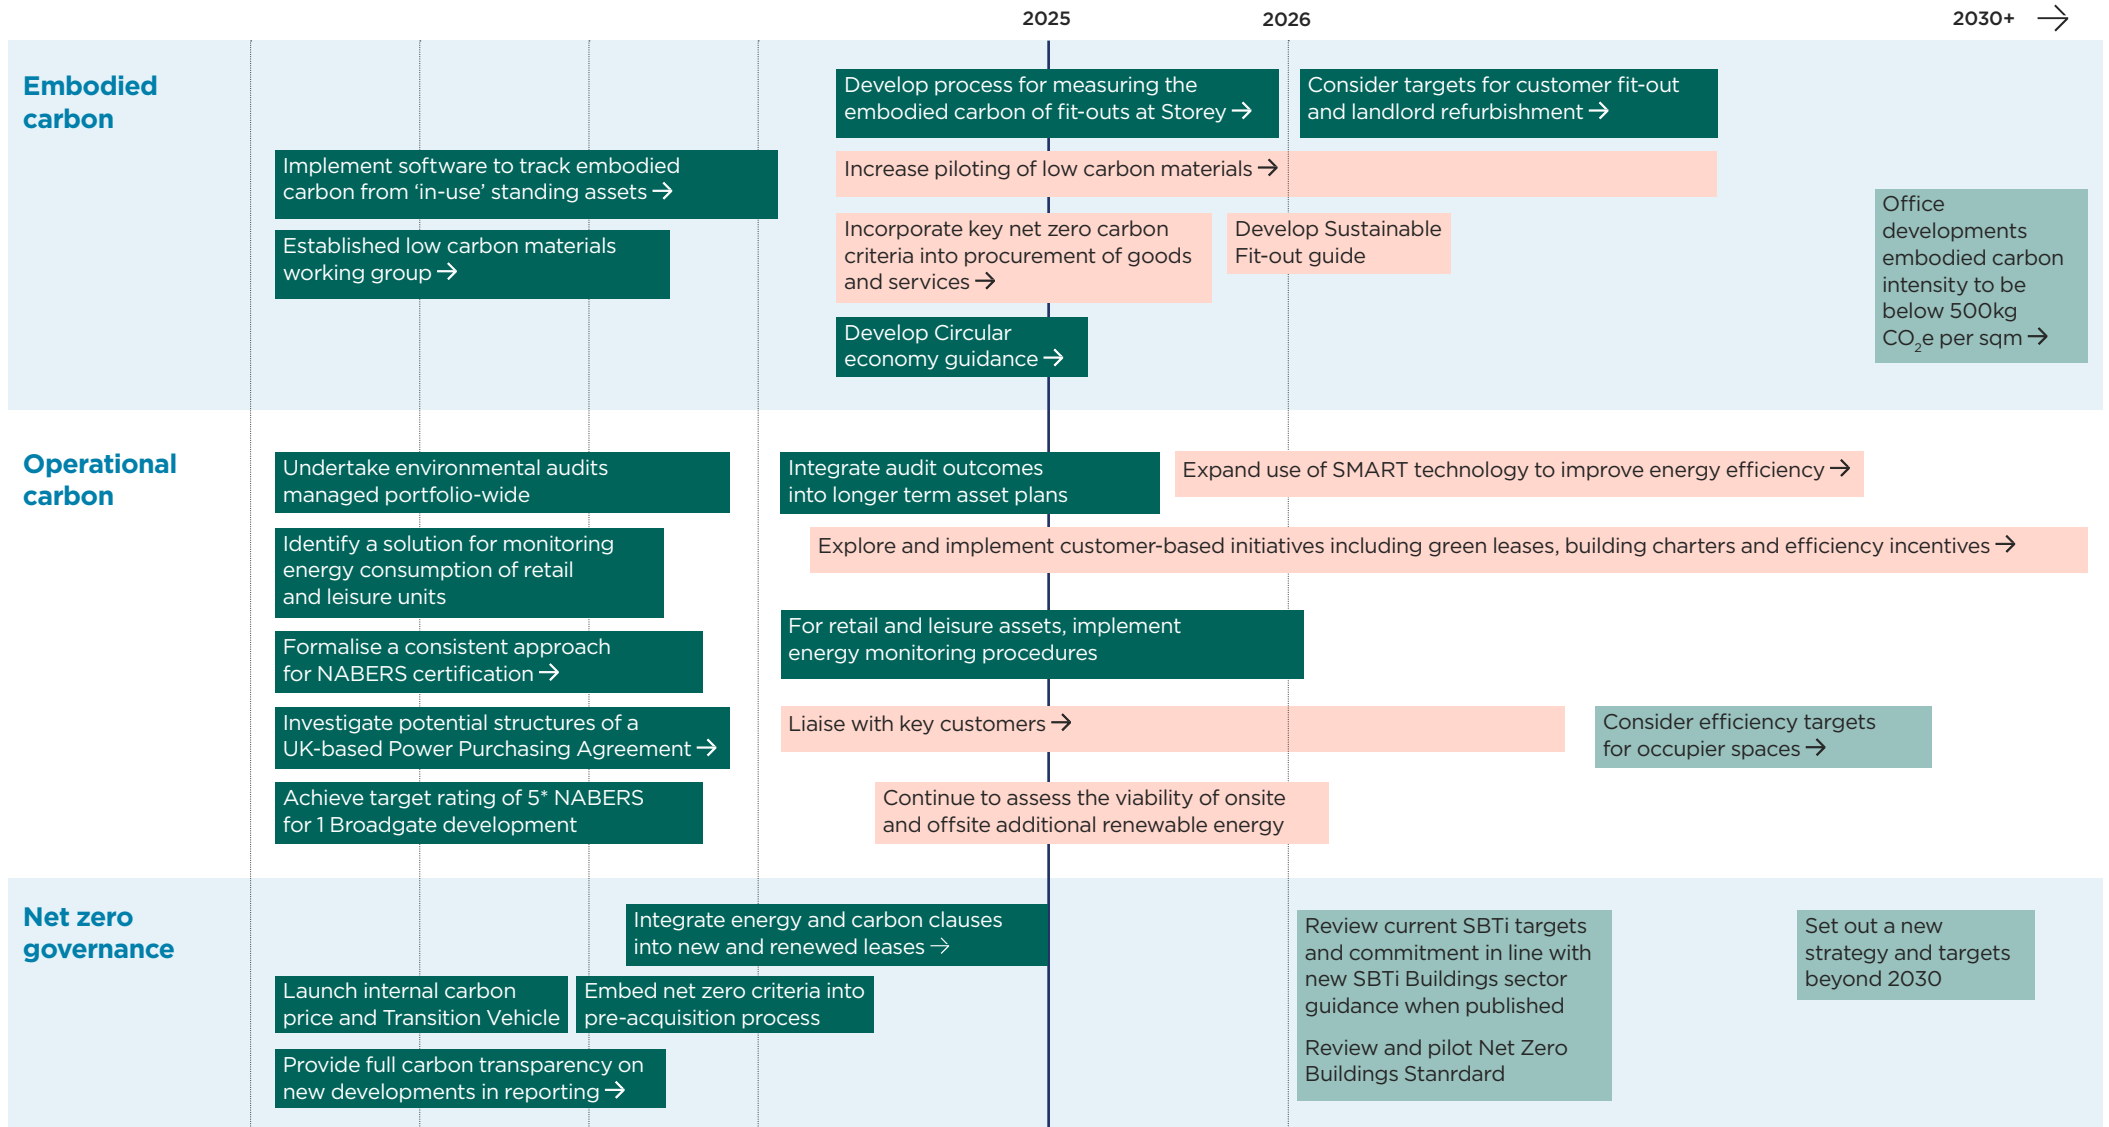 2025
2026
2030+ →
Embodied
carbon
Develop process for measuring the
embodied carbon of fit-outs at Storey →
Consider targets for customer fit-out
and landlord refurbishment →
Implement software to track embodied
carbon from ‘in-use’ standing assets →
Increase piloting of low carbon materials →
Established low carbon materials
working group →
Incorporate key net zero carbon
criteria into procurement of goods
and services →
Develop Sustainable
Fit-out guide
Office
developments
embodied carbon
intensity to be
below 500kg
CO₂e per sqm →
Develop Circular
economy guidance →
Operational
carbon
Undertake environmental audits
managed portfolio-wide
Integrate audit outcomes
into longer term asset plans
Expand use of SMART technology to improve energy efficiency →
Identify a solution for monitoring
energy consumption of retail
and leisure units
Explore and implement customer-based initiatives including green leases, building charters and efficiency incentives →
Formalise a consistent approach
for NABERS certification →
For retail and leisure assets, implement
energy monitoring procedures
Investigate potential structures of a
UK-based Power Purchasing Agreement →
Liaise with key customers →
Consider efficiency targets
for occupier spaces →
Achieve target rating of 5* NABERS
for 1 Broadgate development
Continue to assess the viability of onsite
and offsite additional renewable energy
Net zero
governance
Integrate energy and carbon clauses
into new and renewed leases →
Launch internal carbon
price and Transition Vehicle
Embed net zero criteria into
pre-acquisition process
Provide full carbon transparency on
new developments in reporting →
Review current SBTi targets
and commitment in line with
new SBTi Buildings sector
guidance when published
Review and pilot Net Zero
Buildings Stanrdard
Set out a new
strategy and targets
beyond 2030